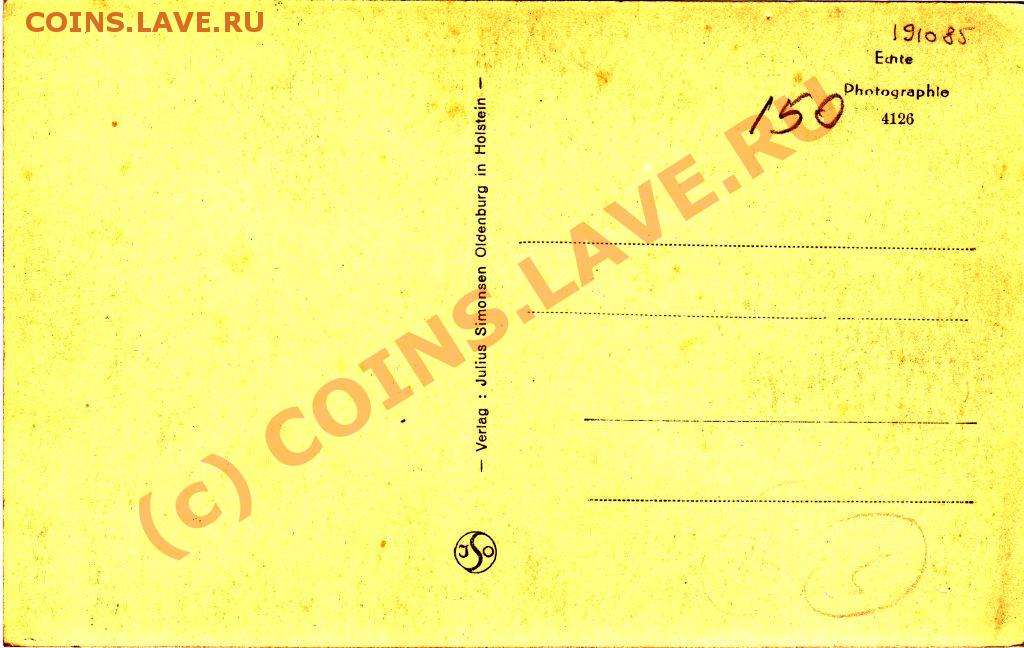 COINS.LAVE.RU
191085
Echte
Photographie
4126
150
— Verlag : Julius Simonsen Oldenburg in Holstein —
(c) COINS.LAVE.RU
JSO